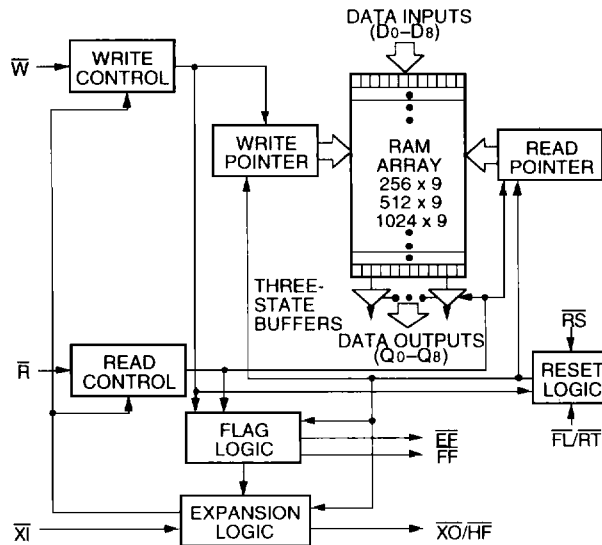 DATA INPUTS
(D0–D8)
W
WRITE
CONTROL
WRITE
POINTER
RAM
ARRAY
256 x 9
512 x 9
1024 x 9
READ
POINTER
THREE-
STATE
BUFFERS
DATA OUTPUTS
(Q0–Q8)
RS
R
READ
CONTROL
RESET
LOGIC
FLAG
LOGIC
EF
FF
FL/RT
XI
EXPANSION
LOGIC
XO/HF